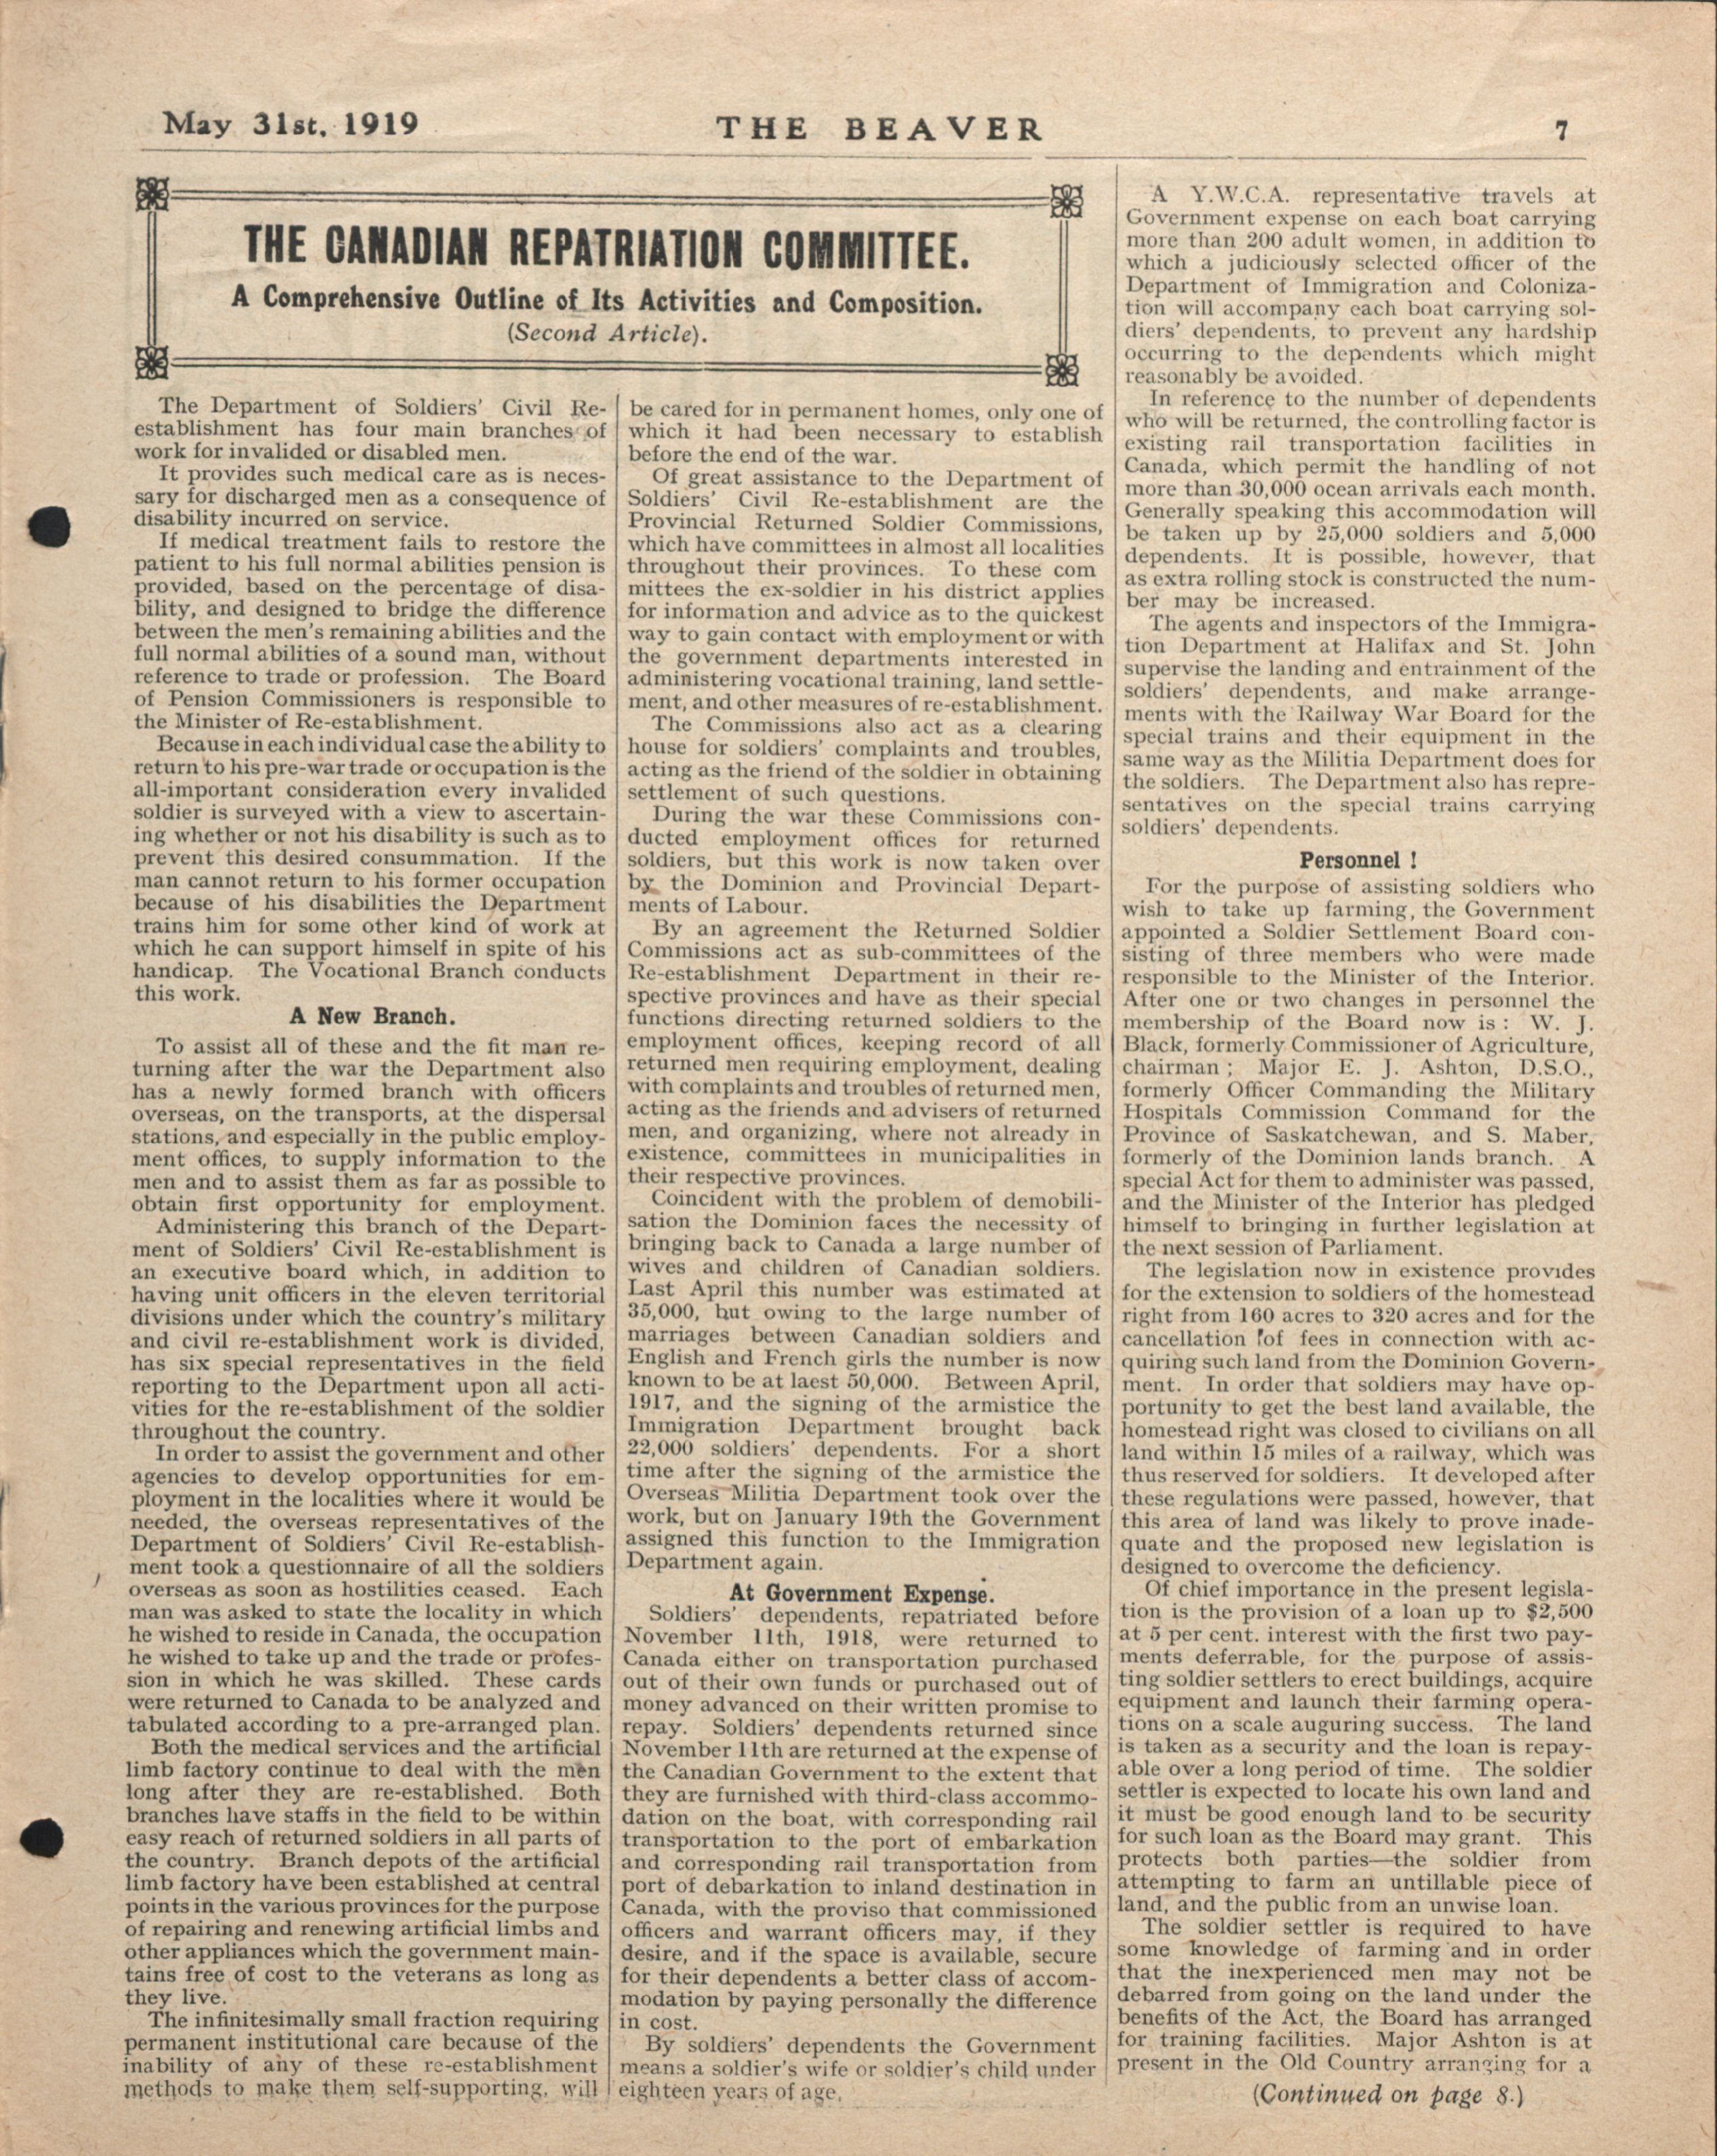 May 31st, 1919
THE BEAVER
7
THE CANADIAN REPATRIATION COMMITTEE.
A Comprehensive Outline of Its Activities and Composition.
(Second Article).
The Department of Soldiers' Civil Re-
establishment has four main branches of
work for invalided or disabled men.
It provides such medical care as is neces-
sary for discharged men as a consequence of
disability incurred on service.
If medical treatment fails to restore the
patient to his full normal abilities pension is
provided, based on the percentage of disa-
bility, and designed to bridge the difference
between the men's remaining abilities and the
full normal abilities of a sound man, without
reference to trade or profession. The Board
of Pension Commissioners is responsible to
the Minister of Re-establishment.
Because in each individual case the ability to
return to his pre-war trade or occupation is the
all-important consideration every invalided
soldier is surveyed with a view to ascertain-
ing whether or not his disability is such as to
prevent this desired consummation. If the
man cannot return to his former occupation
because of his disabilities the Department
trains him for some other kind of work at
which he can support himself in spite of his
handicap. The Vocational Branch conducts
this work.
A New Branch.
To assist all of these and the fit man re-
turning after the war the Department also
has a newly formed branch with officers
overseas, on the transports, at the dispersal
stations, and especially in the public employ-
ment offices, to supply information to the
men and to assist them as far as possible to
obtain first opportunity for employment.
Administering this branch of the Depart-
ment of Soldiers' Civil Re-establishment is
an executive board which, in addition to
having unit officers in the eleven territorial
divisions under which the country's military
and civil re-establishment work is divided,
has six special representatives in the field
reporting to the Department upon all acti-
vities for the re-establishment of the soldier
throughout the country.
In order to assist the government and other
agencies to develop opportunities for em-
ployment in the localities where it would be
needed, the overseas representatives of the
Department of Soldiers' Civil Re-establish-
ment took a questionnaire of all the soldiers
overseas as soon as hostilities ceased. Each
man was asked to state the locality in which
he wished to reside in Canada, the occupation
he wished to take up and the trade or profes-
sion in which he was skilled. These cards
were returned to Canada to be analyzed and
tabulated according to a pre-arranged plan.
Both the medical services and the artificial
limb factory continue to deal with the men
long after they are re-established. Both
branches have staffs in the field to be within
easy reach of returned soldiers in all parts of
the country. Branch depots of the artificial
limb factory have been established at central
points in the various provinces for the purpose
of repairing and renewing artificial limbs and
other appliances which the government main-
tains free of cost to the veterans as long as
they live.
The infinitesimally small fraction requiring
permanent institutional care because of the
inability of any of these re-establishment
methods to make them self-supporting, will
be cared for in permanent homes, only one of
which it had been necessary to establish
before the end of the war.
Of great assistance to the Department of
Soldiers' Civil Re-establishment are the
Provincial Returned Soldier Commissions,
which have committees in almost all localities
throughout their provinces. To these com
mittees the ex-soldier in his district applies
for information and advice as to the quickest
way to gain contact with employment or with
the government departments interested in
administering vocational training, land settle-
ment, and other measures of re-establishment.
The Commissions also act as a clearing
house for soldiers' complaints and troubles,
acting as the friend of the soldier in obtaining
settlement of such questions.
During the war these Commissions con-
ducted employment offices for returned
soldiers, but this work is now taken over
by the Dominion and Provincial Depart-
ments of Labour.
By an agreement the Returned Soldier
Commissions act as sub-committees of the
Re-establishment Department in their re-
spective provinces and have as their special
functions directing returned soldiers to the
employment offices, keeping record of all
returned men requiring employment, dealing
with complaints and troubles of returned men,
acting as the friends and advisers of returned
men, and organizing, where not already in
existence, committees in municipalities in
their respective provinces.
Coincident with the problem of demobili-
sation the Dominion faces the necessity of
bringing back to Canada a large number of
wives and children of Canadian soldiers.
Last April this number was estimated at
35,000, but owing to the large number of
marriages between Canadian soldiers and
English and French girls the number is now
known to be at laest 50,000. Between April,
1917, and the signing of the armistice the
Immigration Department brought back
22,000 soldiers' dependents. For a short
time after the signing of the armistice the
Overseas Militia Department took over the
work, but on January 19th the Government
assigned this function to the Immigration
Department again.
At Government Expense.
Soldiers' dependents, repatriated before
November 11th, 1918, were returned to
Canada either on transportation purchased
out of their own funds or purchased out of
money advanced on their written promise to
repay. Soldiers' dependents returned since
November 11th are returned at the expense of
the Canadian Government to the extent that
they are furnished with third-class accommo-
dation on the boat, with corresponding rail
transportation to the port of embarkation
and corresponding rail transportation from
port of debarkation to inland destination in
Canada, with the proviso that commissioned
officers and warrant officers may, if they
desire, and if the space is available, secure
for their dependents a better class of accom-
modation by paying personally the difference
in cost.
By soldiers' dependents the Government
means a soldier's wife or soldier's child under
eighteen years of age.
A Y.W.C.A. representative travels at
Government expense on each boat carrying
more than 200 adult women, in addition to
which a judiciously selected officer of the
Department of Immigration and Coloniza-
tion will accompany each boat carrying sol-
diers' dependents, to prevent any hardship
occurring to the dependents which might
reasonably be avoided.
In reference to the number of dependents
who will be returned, the controlling factor is
existing rail transportation facilities in
Canada, which permit the handling of not
more than 30,000 ocean arrivals each month.
Generally speaking this accommodation will
be taken up by 25,000 soldiers and 5,000
dependents. It is possible, however, that
as extra rolling stock is constructed the num-
ber may be increased.
The agents and inspectors of the Immigra-
tion Department at Halifax and St. John
supervise the landing and entrainment of the
soldiers' dependents, and make arrange-
ments with the Railway War Board for the
special trains and their equipment in the
same way as the Militia Department does for
the soldiers. The Department also has repre-
sentatives on the special trains carrying
soldiers' dependents.
Personnel !
For the purpose of assisting soldiers who
wish to take up farming, the Government
appointed a Soldier Settlement Board con-
sisting of three members who were made
responsible to the Minister of the Interior.
After one or two changes in personnel the
membership of the Board now is : W. J.
Black, formerly Commissioner of Agriculture,
chairman ; Major E. J. Ashton, D.S.O.,
formerly Officer Commanding the Military
Hospitals Commission Command for the
Province of Saskatchewan, and S. Maber,
formerly of the Dominion lands branch. A
special Act for them to administer was passed,
and the Minister of the Interior has pledged
himself to bringing in further legislation at
the next session of Parliament.
The legislation now in existence provides
for the extension to soldiers of the homestead
right from 160 acres to 320 acres and for the
cancellation of fees in connection with ac-
quiring such land from the Dominion Govern-
ment. In order that soldiers may have op-
portunity to get the best land available, the
homestead right was closed to civilians on all
land within 15 miles of a railway, which was
thus reserved for soldiers. It developed after
these regulations were passed, however, that
this area of land was likely to prove inade-
quate and the proposed new legislation is
designed to overcome the deficiency.
Of chief importance in the present legisla-
tion is the provision of a loan up to $2,500
at 5 per cent. interest with the first two pay-
ments deferrable, for the purpose of assis-
ting soldier settlers to erect buildings, acquire
equipment and launch their farming opera-
tions on a scale auguring success. The land
is taken as a security and the loan is repay-
able over a long period of time. The soldier
settler is expected to locate his own land and
it must be good enough land to be security
for such loan as the Board may grant. This
protects both parties—the soldier from
attempting to farm an untillable piece of
land, and the public from an unwise loan.
The soldier settler is required to have
some knowledge of farming and in order
that the inexperienced men may not be
debarred from going on the land under the
benefits of the Act, the Board has arranged
for training facilities. Major Ashton is at
present in the Old Country arranging for a
(Continued on page 8.)